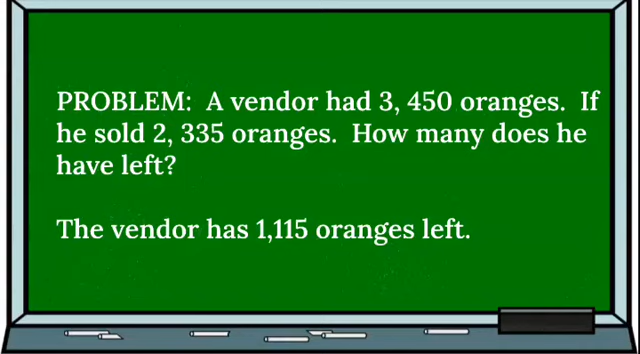 PROBLEM:  A vendor had 3, 450 oranges.  If
he sold 2, 335 oranges.  How many does he
have left?
The vendor has 1,115 oranges left.